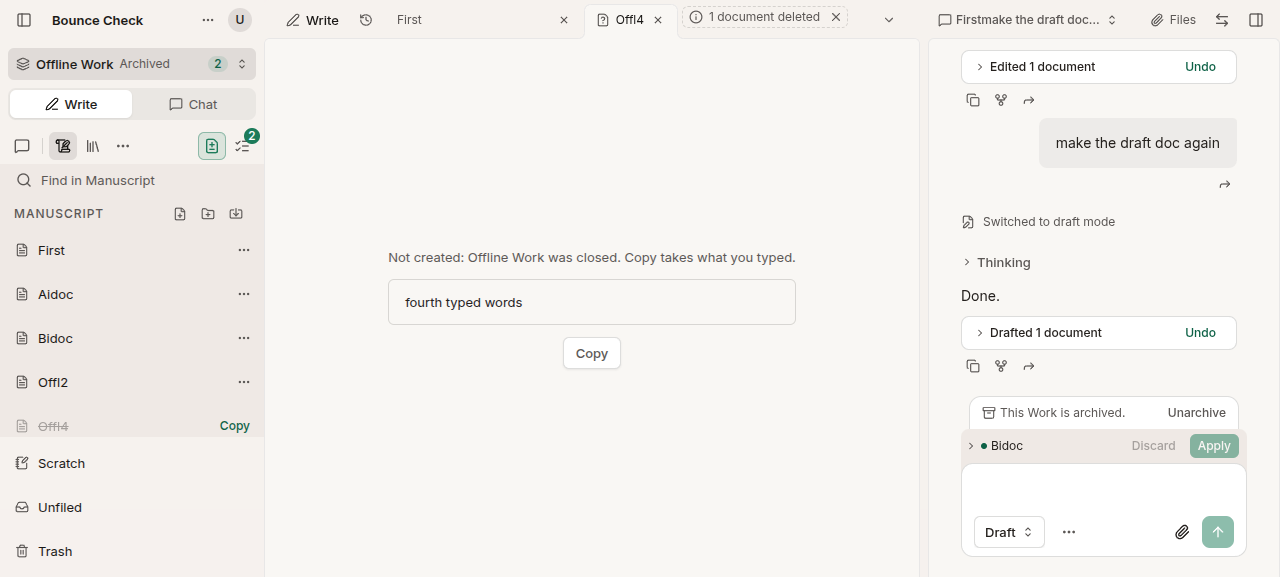 Bounce Check
U
Write
First
Offl4
1 document deleted
Firstmake the draft doc...
Files
Offline Work Archived 2
Write
Chat
2
Find in Manuscript
MANUSCRIPT
First
Aidoc
Bidoc
Offl2
Offl4
Copy
Scratch
Unfiled
Trash
Not created: Offline Work was closed. Copy takes what you typed.
fourth typed words
Copy
Edited 1 document
Undo
make the draft doc again
Switched to draft mode
Thinking
Done.
Drafted 1 document
Undo
This Work is archived.
Unarchive
Bidoc
Discard
Apply
Draft